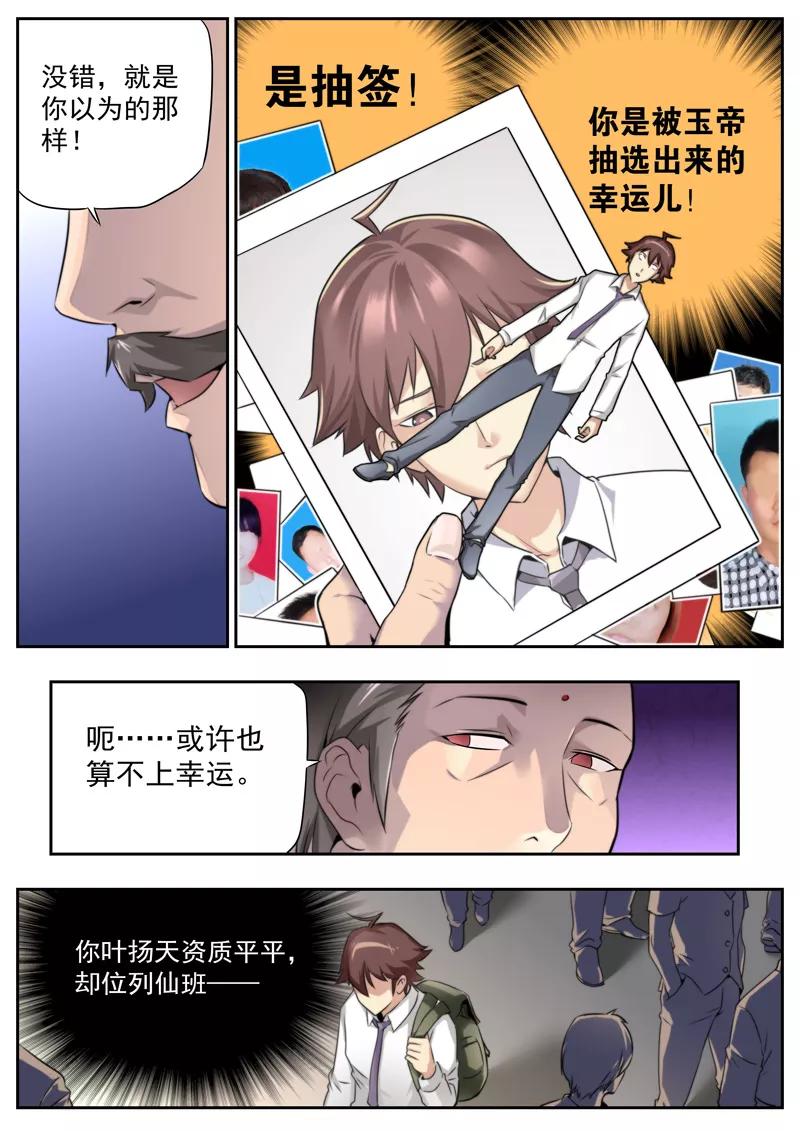 没错，就是
你以为的那
样！
是抽签！
你是被玉帝
抽选出来的
幸运儿！
呃……或许也
算不上幸运。
你叶扬天资质平平，
却位列仙班——